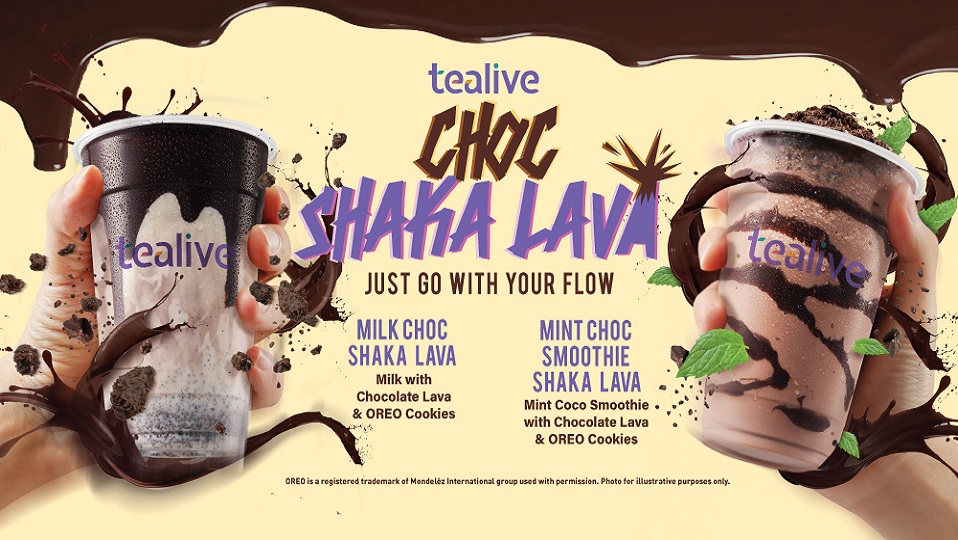 tealive
CHOC
SHAKA LAVA
JUST GO WITH YOUR FLOW
tealive
tealive
MILK CHOC
SHAKA LAVA
Milk with
Chocolate Lava
& OREO Cookies
MINT CHOC
SMOOTHIE
SHAKA LAVA
Mint Coco Smoothie
with Chocolate Lava
& OREO Cookies
OREO is a registered trademark of Mondelēz International group used with permission. Photo for illustrative purposes only.